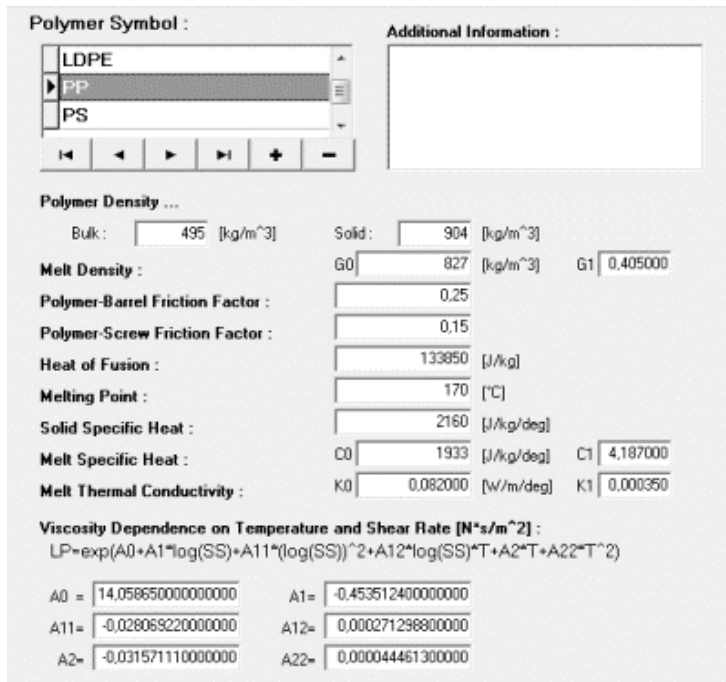 Polymer Symbol :
Additional Information :
LDPE
PP
PS
Polymer Density ...
Bulk : 495 [kg/m^3] Solid : 904 [kg/m^3]
Melt Density : G0 827 [kg/m^3] G1 0,405000
Polymer-Barrel Friction Factor : 0,25
Polymer-Screw Friction Factor : 0,15
Heat of Fusion : 133850 [J/kg]
Melting Point : 170 [°C]
Solid Specific Heat : 2160 [J/kg/deg]
Melt Specific Heat : C0 1933 [J/kg/deg] C1 4,187000
Melt Thermal Conductivity : K0 0,082000 [W/m/deg] K1 0,000350
Viscosity Dependence on Temperature and Shear Rate [N*s/m^2] :
LP=exp(A0+A1*log(SS)+A11*(log(SS))^2+A12*log(SS)*T+A2*T+A22*T^2)
A0 = 14,058650000000000 A1= -0,453512400000000
A11= -0,028069220000000 A12= 0,000271298800000
A2= -0,031571110000000 A22= 0,000044461300000